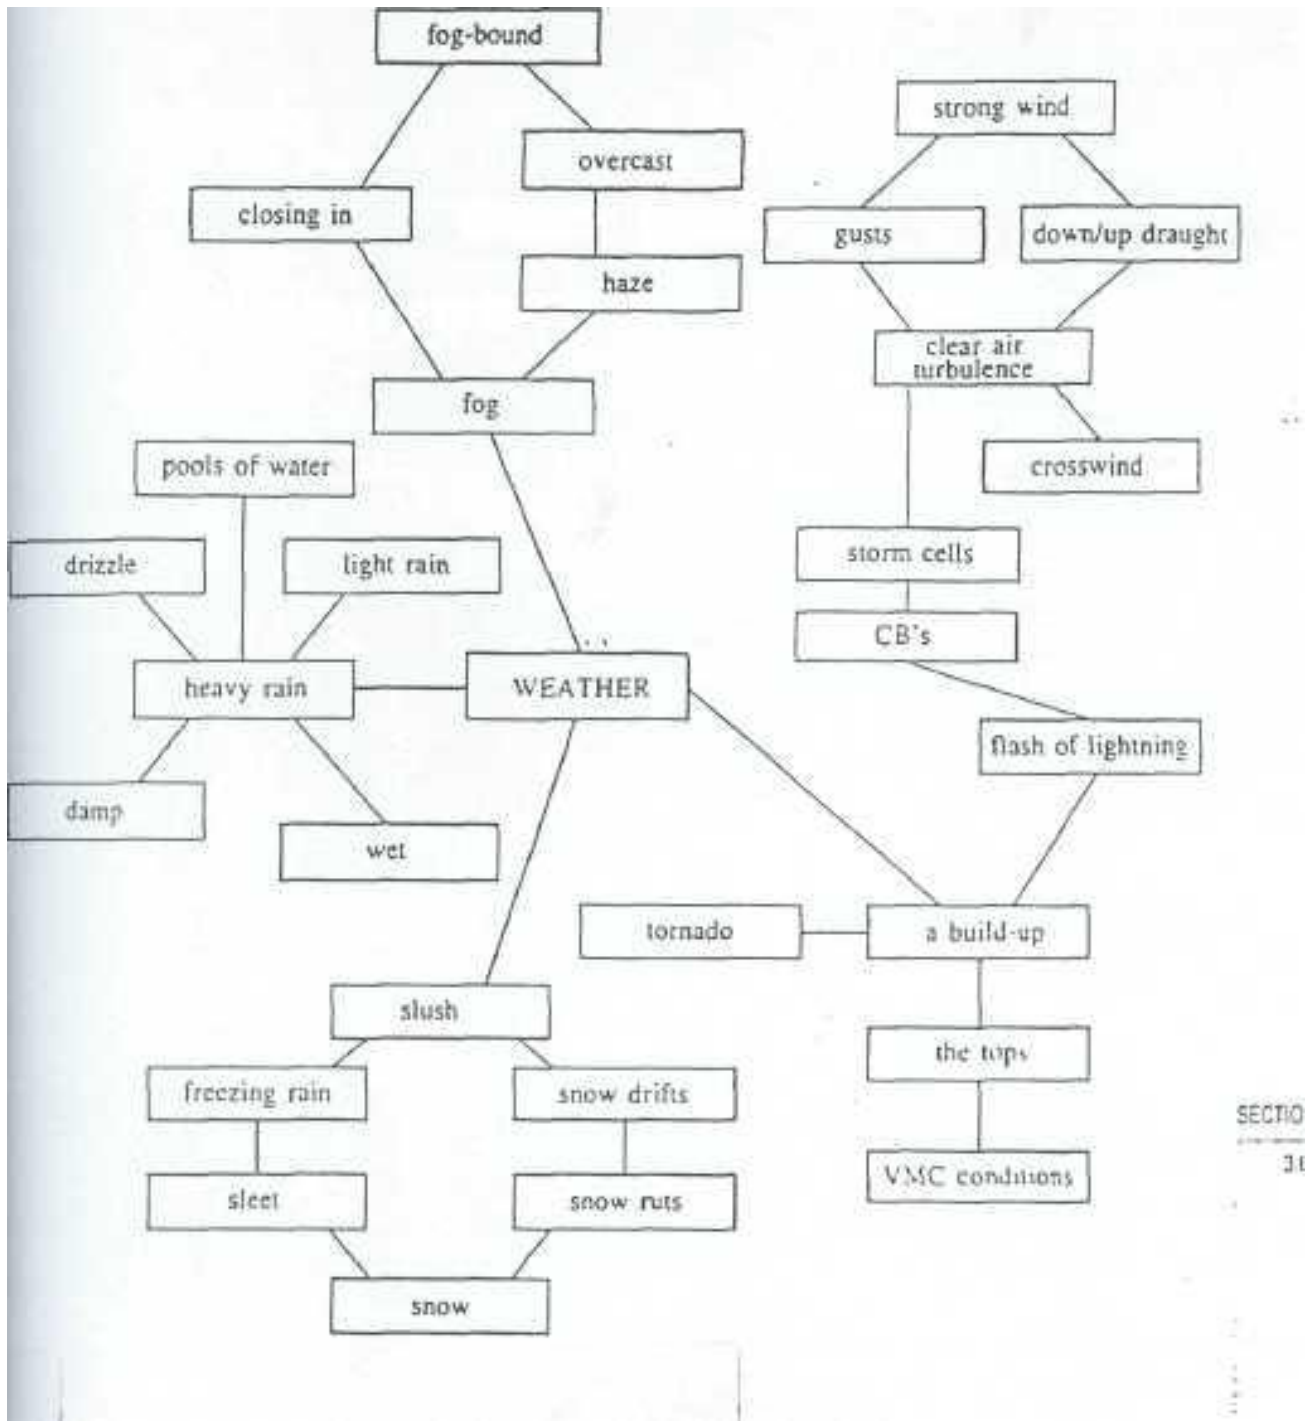 fog-bound
strong wind
overcast
closing in
gusts
down/up draught
haze
clear air
turbulence
fog
pools of water
crosswind
drizzle
light rain
storm cells
CB's
heavy rain
WEATHER
flash of lightning
damp
wet
tornado
a build-up
slush
the tops
freezing rain
snow drifts
SECTIO
VMC conditions
sleet
snow ruts
snow